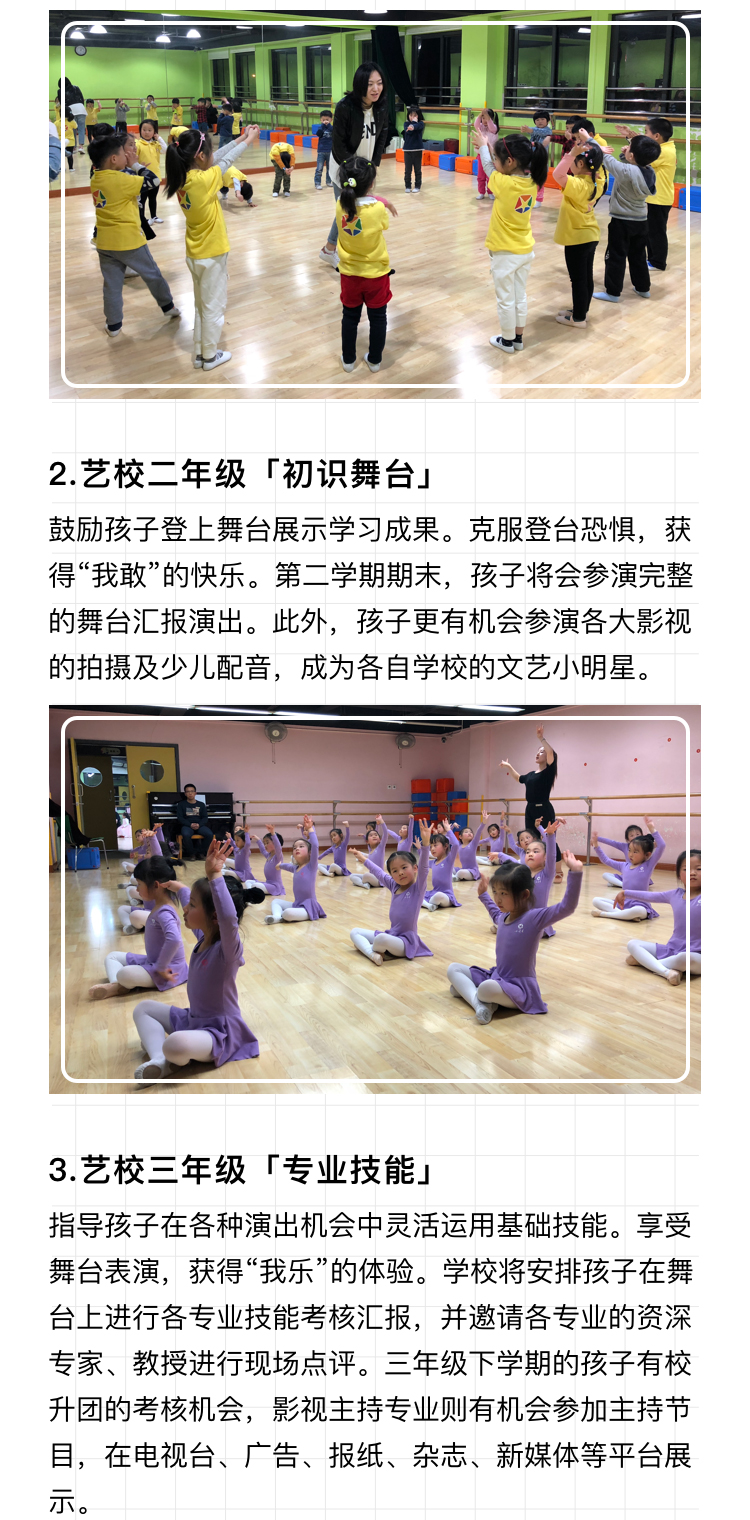 END
2.艺校二年级「初识舞台」
鼓励孩子登上舞台展示学习成果。克服登台恐惧，获
得“我敢”的快乐。第二学期期末，孩子将会参演完整
的舞台汇报演出。此外，孩子更有机会参演各大影视
的拍摄及少儿配音，成为各自学校的文艺小明星。
3.艺校三年级「专业技能」
指导孩子在各种演出机会中灵活运用基础技能。享受
舞台表演，获得“我乐”的体验。学校将安排孩子在舞
台上进行各专业技能考核汇报，并邀请各专业的资深
专家、教授进行现场点评。三年级下学期的孩子有校
升团的考核机会，影视主持专业则有机会参加主持节
目，在电视台、广告、报纸、杂志、新媒体等平台展
示。